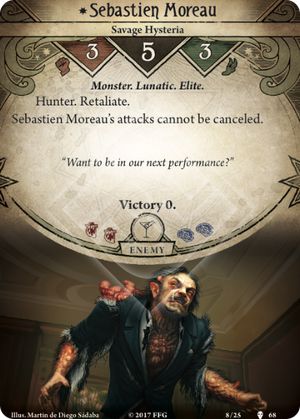 * Sebastien Moreau
Savage Hysteria
3 5 3
Monster. Lunatic. Elite.
Hunter. Retaliate.
Sebastien Moreau's attacks cannot be canceled.
"Want to be in our next performance?"
Victory 0.
ENEMY
Illus. Martin de Diego Sádaba © 2017 FFG 8/25 68